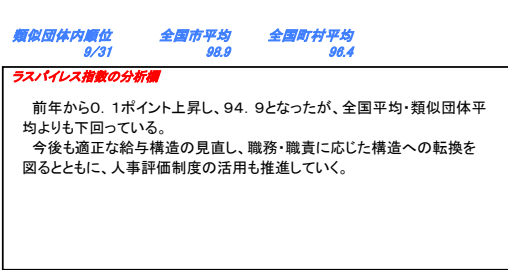 類似団体内順位 全国市平均 全国町村平均
9/31 98.9 96.4
ラスパイレス指数の分析欄
前年から0．1ポイント上昇し、94．9となったが、全国平均・類似団体平
均よりも下回っている。
今後も適正な給与構造の見直し、職務・職責に応じた構造への転換を
図るとともに、人事評価制度の活用も推進していく。